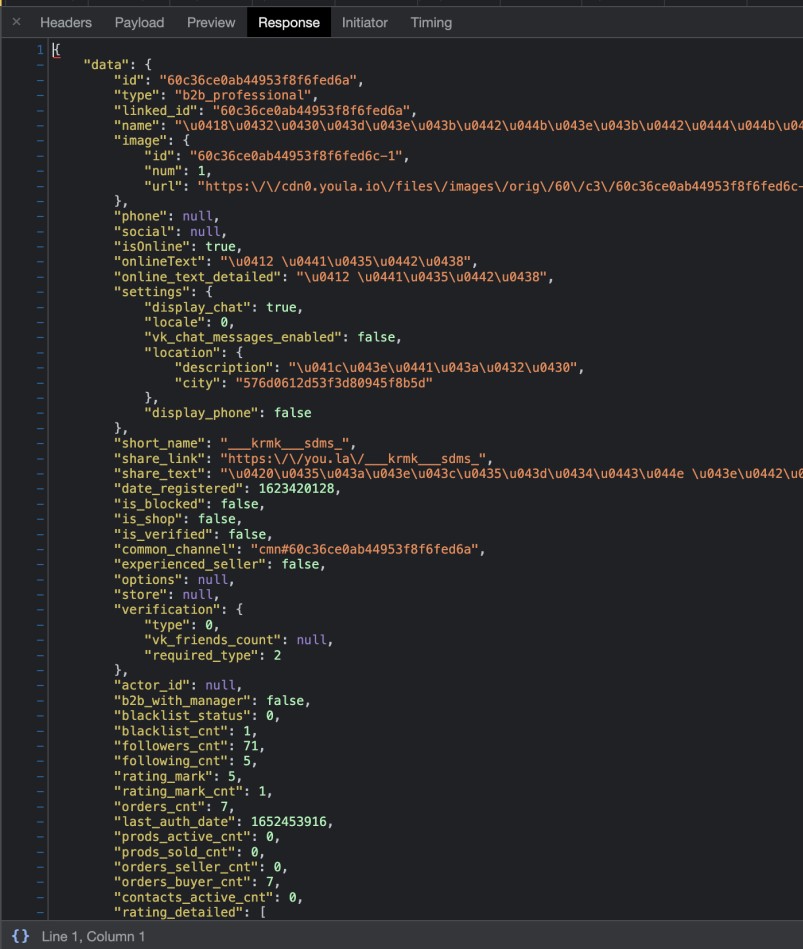 × Headers Payload Preview Response Initiator Timing
1 {
"data": {
"id": "60c36ce0ab44953f8f6fed6a",
"type": "b2b_professional",
"linked_id": "60c36ce0ab44953f8f6fed6a",
"name": "\u0418\u0432\u0430\u043d\u043e\u043b\u0442\u044b\u043e\u043b\u0442\u0444\u044b\u04
"image": {
"id": "60c36ce0ab44953f8f6fed6c-1",
"num": 1,
"url": "https:\/\/cdn0.youla.io\/files\/images\/orig\/60\/c3\/60c36ce0ab44953f8f6fed6c-
},
"phone": null,
"social": null,
"isOnline": true,
"onlineText": "\u0412 \u0441\u0435\u0442\u0438",
"online_text_detailed": "\u0412 \u0441\u0435\u0442\u0438",
"settings": {
"display_chat": true,
"locale": 0,
"vk_chat_messages_enabled": false,
"location": {
"description": "\u041c\u043e\u0441\u043a\u0432\u0430",
"city": "576d0612d53f3d80945f8b5d"
},
"display_phone": false
},
"short_name": "___krmk___sdms_",
"share_link": "https:\/\/you.la\/___krmk___sdms_",
"share_text": "\u0420\u0435\u043a\u043e\u043c\u0435\u043d\u0434\u0443\u044e \u043e\u0442\u0
"date_registered": 1623420128,
"is_blocked": false,
"is_shop": false,
"is_verified": false,
"common_channel": "cmn#60c36ce0ab44953f8f6fed6a",
"experienced_seller": false,
"options": null,
"store": null,
"verification": {
"type": 0,
"vk_friends_count": null,
"required_type": 2
},
"actor_id": null,
"b2b_with_manager": false,
"blacklist_status": 0,
"blacklist_cnt": 1,
"followers_cnt": 71,
"following_cnt": 5,
"rating_mark": 5,
"rating_mark_cnt": 1,
"orders_cnt": 7,
"last_auth_date": 1652453916,
"prods_active_cnt": 0,
"prods_sold_cnt": 0,
"orders_seller_cnt": 0,
"orders_buyer_cnt": 7,
"contacts_active_cnt": 0,
"rating_detailed": [
{} Line 1, Column 1